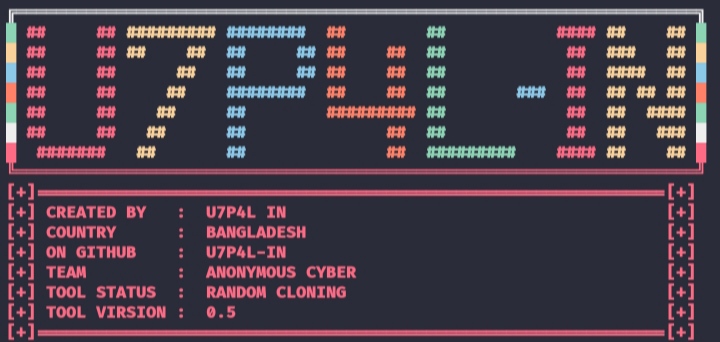 U7P4L-IN
[+]══════════════════════════════[+]
[+] CREATED BY : U7P4L IN [+]
[+] COUNTRY : BANGLADESH [+]
[+] ON GITHUB : U7P4L-IN [+]
[+] TEAM : ANONYMOUS CYBER [+]
[+] TOOL STATUS : RANDOM CLONING [+]
[+] TOOL VIRSION : 0.5 [+]
[+]══════════════════════════════[+]